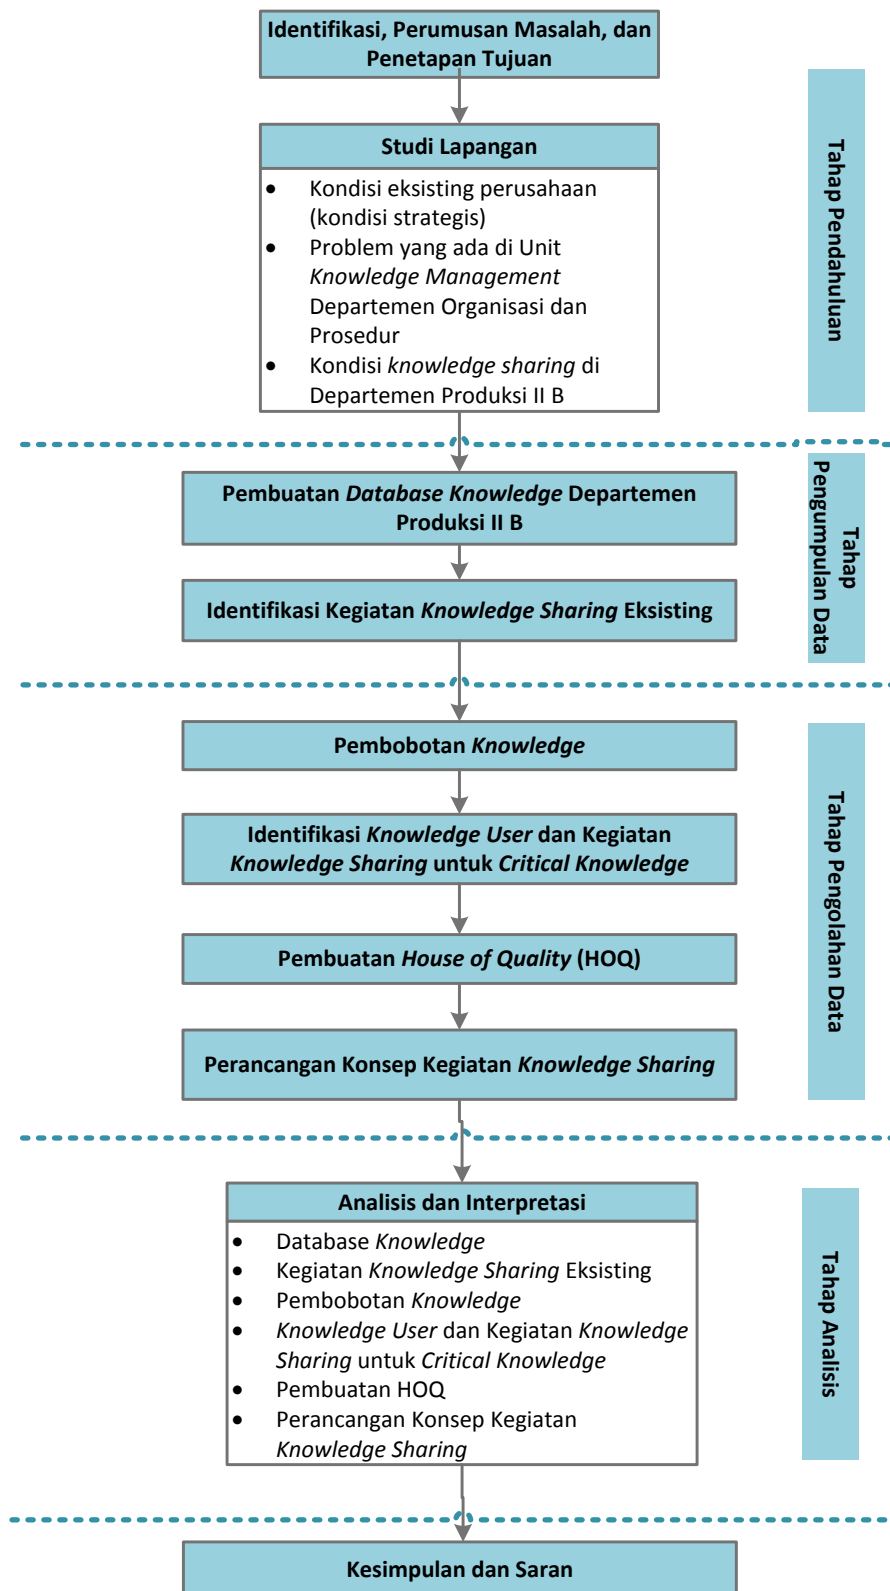 Identifikasi, Perumusan Masalah, dan
Penetapan Tujuan
Studi Lapangan
• Kondisi eksisting perusahaan
(kondisi strategis)
• Problem yang ada di Unit
Knowledge Management
Departemen Organisasi dan
Prosedur
• Kondisi knowledge sharing di
Departemen Produksi II B
Tahap Pendahuluan
Pembuatan Database Knowledge Departemen
Produksi II B
Identifikasi Kegiatan Knowledge Sharing Eksisting
Tahap
Pengumpulan Data
Pembobotan Knowledge
Identifikasi Knowledge User dan Kegiatan
Knowledge Sharing untuk Critical Knowledge
Pembuatan House of Quality (HOQ)
Perancangan Konsep Kegiatan Knowledge Sharing
Tahap Pengolahan Data
Analisis dan Interpretasi
• Database Knowledge
• Kegiatan Knowledge Sharing Eksisting
• Pembobotan Knowledge
• Knowledge User dan Kegiatan Knowledge
Sharing untuk Critical Knowledge
• Pembuatan HOQ
• Perancangan Konsep Kegiatan
Knowledge Sharing
Tahap Analisis
Kesimpulan dan Saran